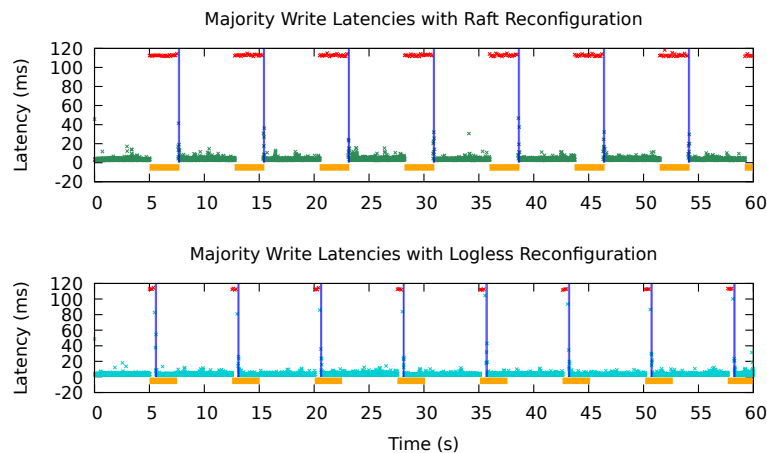 Majority Write Latencies with Raft Reconfiguration
120
100
80
60
40
20
0
-20
Latency (ms)
0 5 10 15 20 25 30 35 40 45 50 55 60
Majority Write Latencies with Logless Reconfiguration
120
100
80
60
40
20
0
-20
Latency (ms)
0 5 10 15 20 25 30 35 40 45 50 55 60
Time (s)